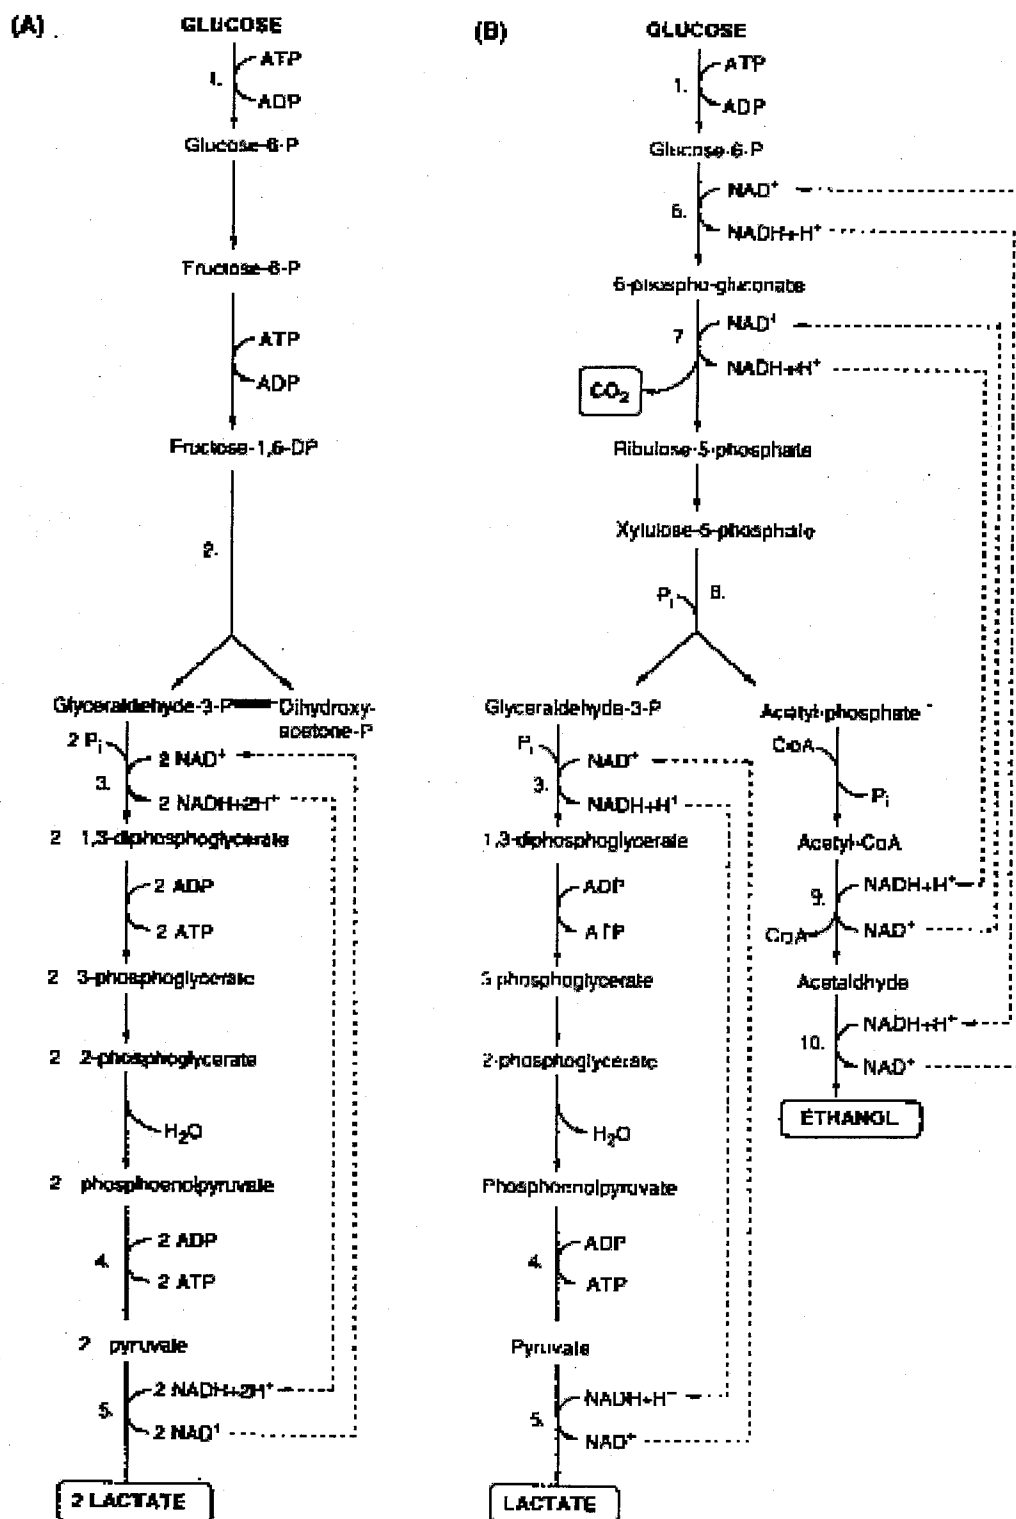 (A)
GLUCOSE
1.
ATP
ADP
Glucose-6-P
Fructose-6-P
ATP
ADP
Fructose-1,6-DP
2.
Glyceraldehyde-3-P
Dihydroxy-
acetone-P
2 Pi
2 NAD⁺
3.
2 NADH+2H⁺
2 1,3-diphosphoglycerate
2 ADP
2 ATP
2 3-phosphoglycerate
2 2-phosphoglycerate
H₂O
2 phosphoenolpyruvate
2 ADP
4.
2 ATP
2 pyruvate
2 NADH+2H⁺
5.
2 NAD⁺
2 LACTATE
(B)
GLUCOSE
1.
ATP
ADP
Glucose-6-P
NAD⁺
6.
NADH+H⁺
6-phospho-gluconate
NAD⁺
7
NADH+H⁺
CO₂
Ribulose-5-phosphate
Xylulose-5-phosphate
Pi
8.
Glyceraldehyde-3-P
Pi
NAD⁺
3.
NADH+H⁺
1,3-diphosphoglycerate
ADP
ATP
3 phosphoglycerate
2-phosphoglycerate
H₂O
Phosphoenolpyruvate
ADP
4.
ATP
Pyruvate
NADH+H⁺
5.
NAD⁺
LACTATE
Acetyl-phosphate
CoA
Pi
Acetyl-CoA
NADH+H⁺
9.
CoA
NAD⁺
Acetaldhyde
NADH+H⁺
10.
NAD⁺
ETHANOL